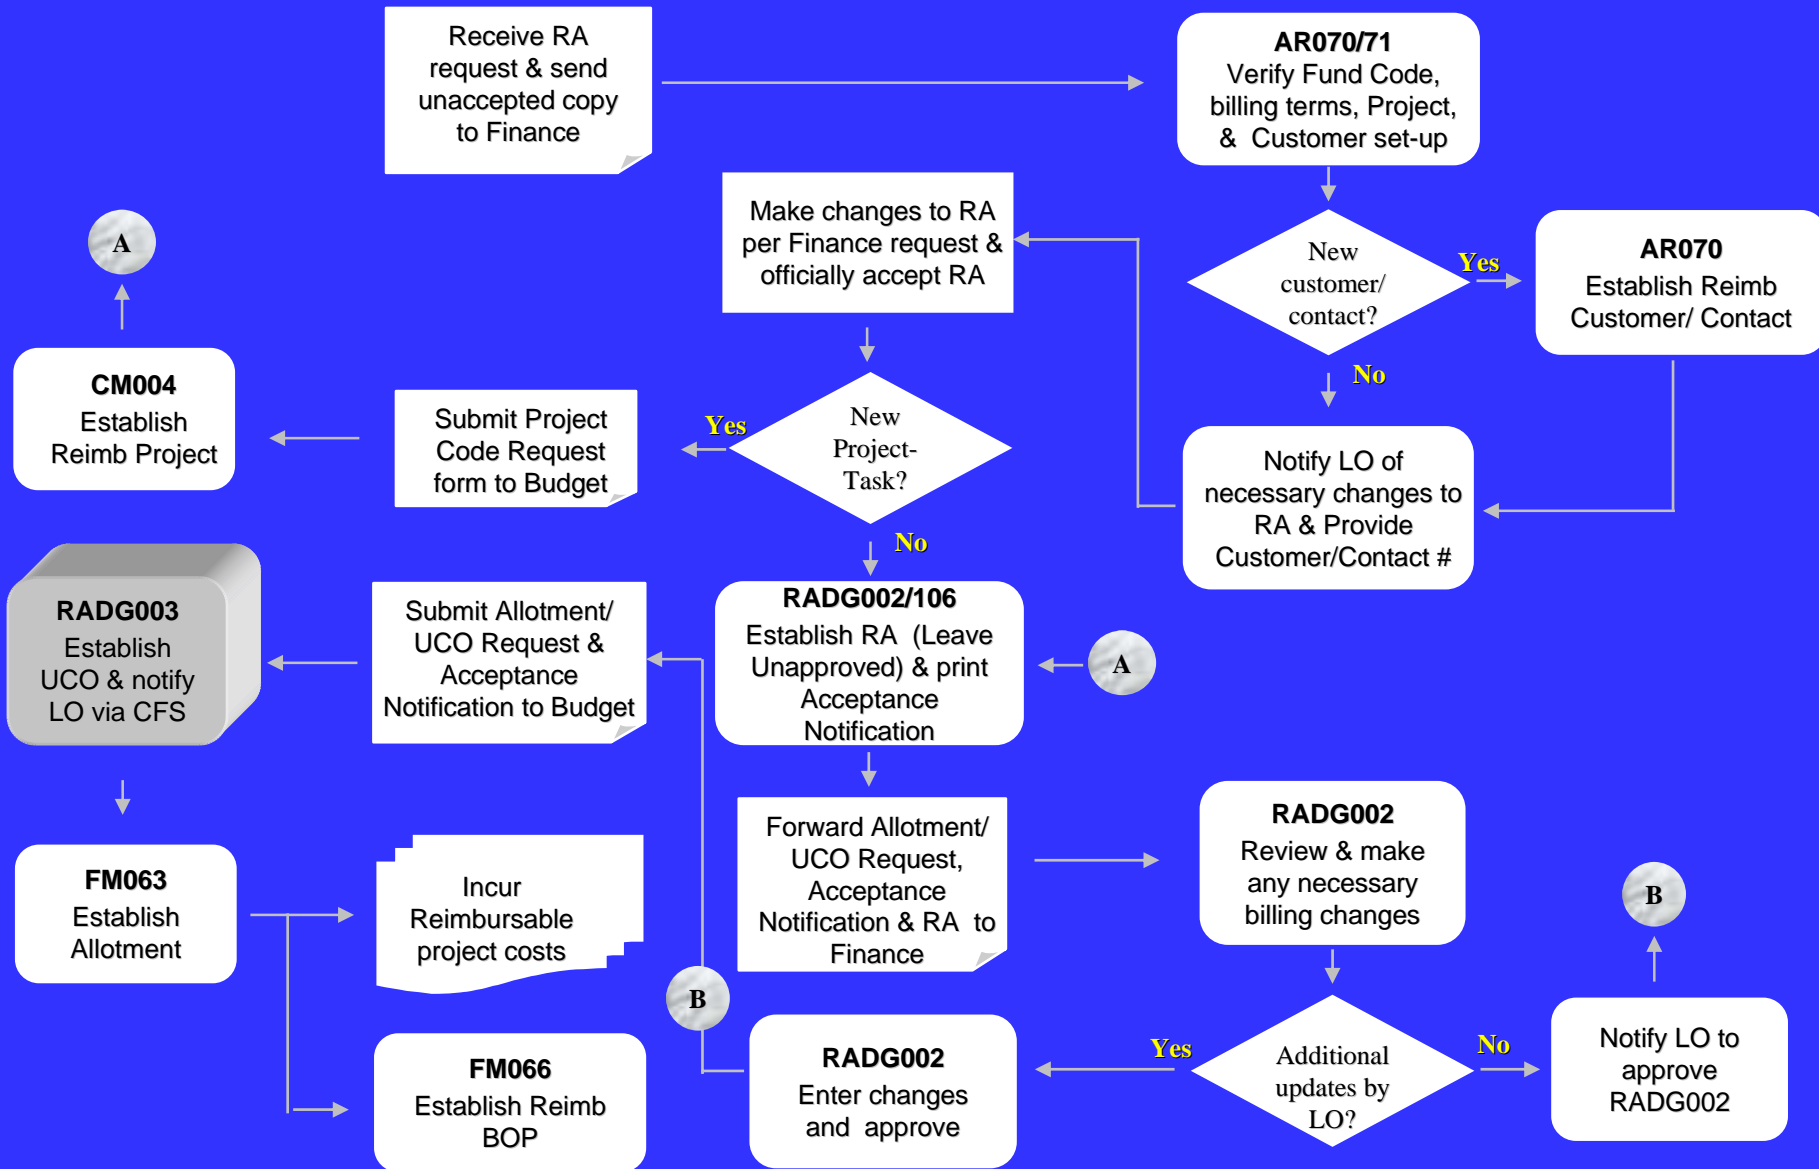 Receive RA
request & send
unaccepted copy
to Finance
AR070/71
Verify Fund Code,
billing terms, Project,
& Customer set-up
Make changes to RA
per Finance request &
officially accept RA
New
customer/
contact?
Yes
No
AR070
Establish Reimb
Customer/ Contact
A
CM004
Establish
Reimb Project
Submit Project
Code Request
form to Budget
Yes
New
Project-
Task?
No
Notify LO of
necessary changes to
RA & Provide
Customer/Contact #
RADG003
Establish
UCO & notify
LO via CFS
Submit Allotment/
UCO Request &
Acceptance
Notification to Budget
RADG002/106
Establish RA (Leave
Unapproved) & print
Acceptance
Notification
A
FM063
Establish
Allotment
Incur
Reimbursable
project costs
Forward Allotment/
UCO Request,
Acceptance
Notification & RA to
Finance
RADG002
Review & make
any necessary
billing changes
B
B
FM066
Establish Reimb
BOP
RADG002
Enter changes
and approve
Yes
Additional
updates by
LO?
No
Notify LO to
approve
RADG002